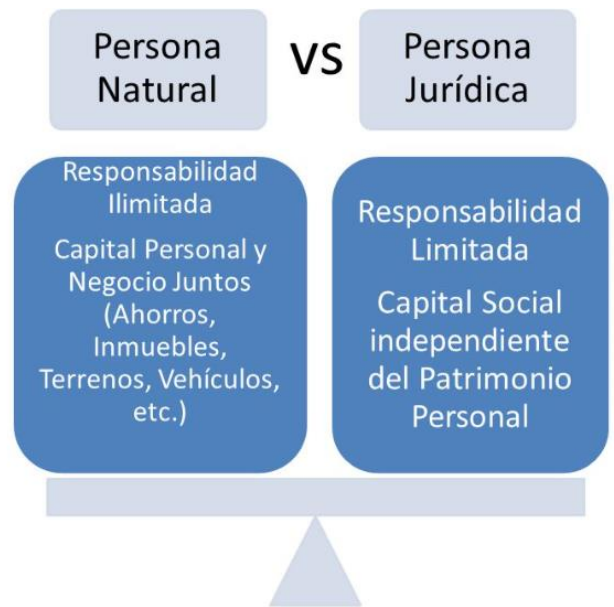 Persona
Natural
vs
Persona
Jurídica
Responsabilidad
Ilimitada
Capital Personal y
Negocio Juntos
(Ahorros,
Inmuebles,
Terrenos, Vehículos,
etc.)
Responsabilidad
Limitada
Capital Social
independiente
del Patrimonio
Personal